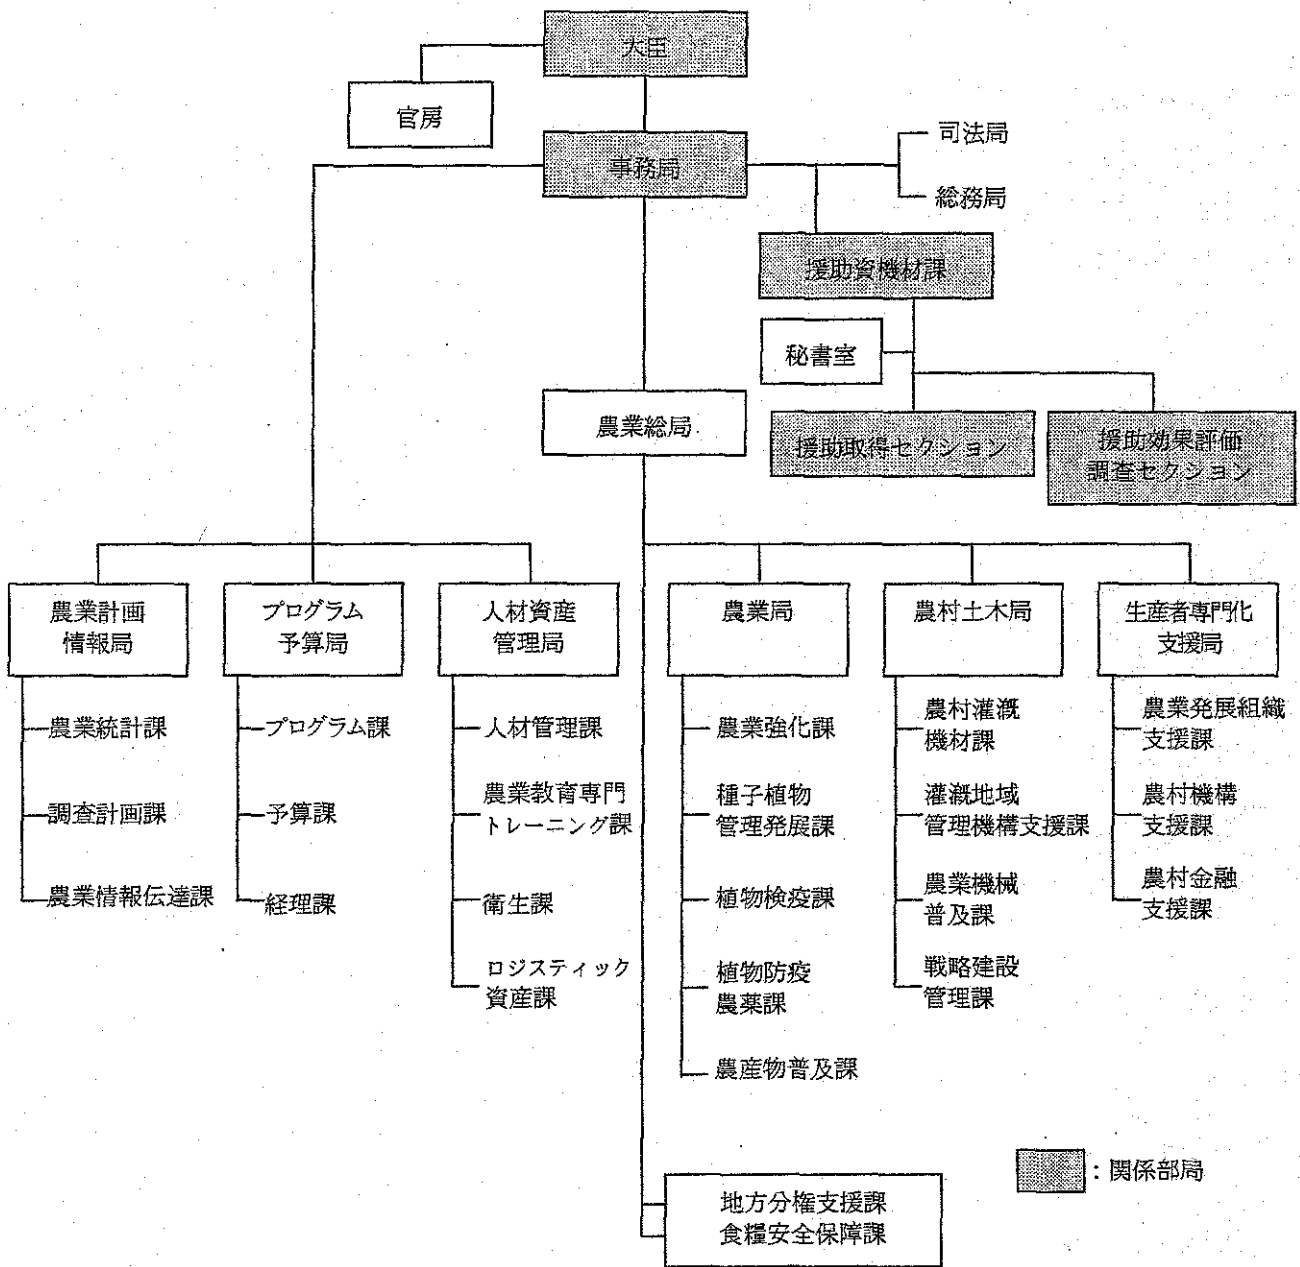 大臣
官房
事務局
司法局
総務局
援助資機材課
秘書室
農業総局
援助取得セクション
援助効果評価
調査セクション
農業計画
情報局
農業統計課
調査計画課
農業情報伝達課
プログラム
予算局
プログラム課
予算課
経理課
人材資産
管理局
人材管理課
農業教育専門
トレーニング課
衛生課
ロジスティック
資産課
農業局
農業強化課
種子植物
管理発展課
植物検疫課
植物防疫
農薬課
農産物普及課
農村土木局
農村灌漑
機材課
灌漑地域
管理機構支援課
農業機械
普及課
戦略建設
管理課
生産者専門化
支援局
農業発展組織
支援課
農村機構
支援課
農村金融
支援課
地方分権支援課
食糧安全保障課
：関係部局